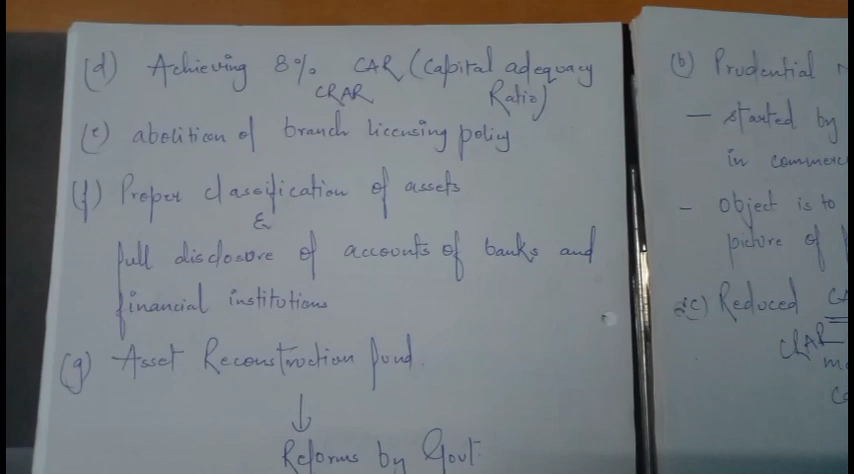 (d) Achieving 8% CAR (Capital adequacy
CRAR Ratio)
(e) abolition of branch licensing policy
(f) Proper classification of assets
&
full disclosure of accounts of banks and
financial institutions
(g) Asset Reconstruction fund.
↓
Reforms by Govt.
(b) Prudential
- started by
in commerc
- object is to
picture of
(c) Reduced
CRAR